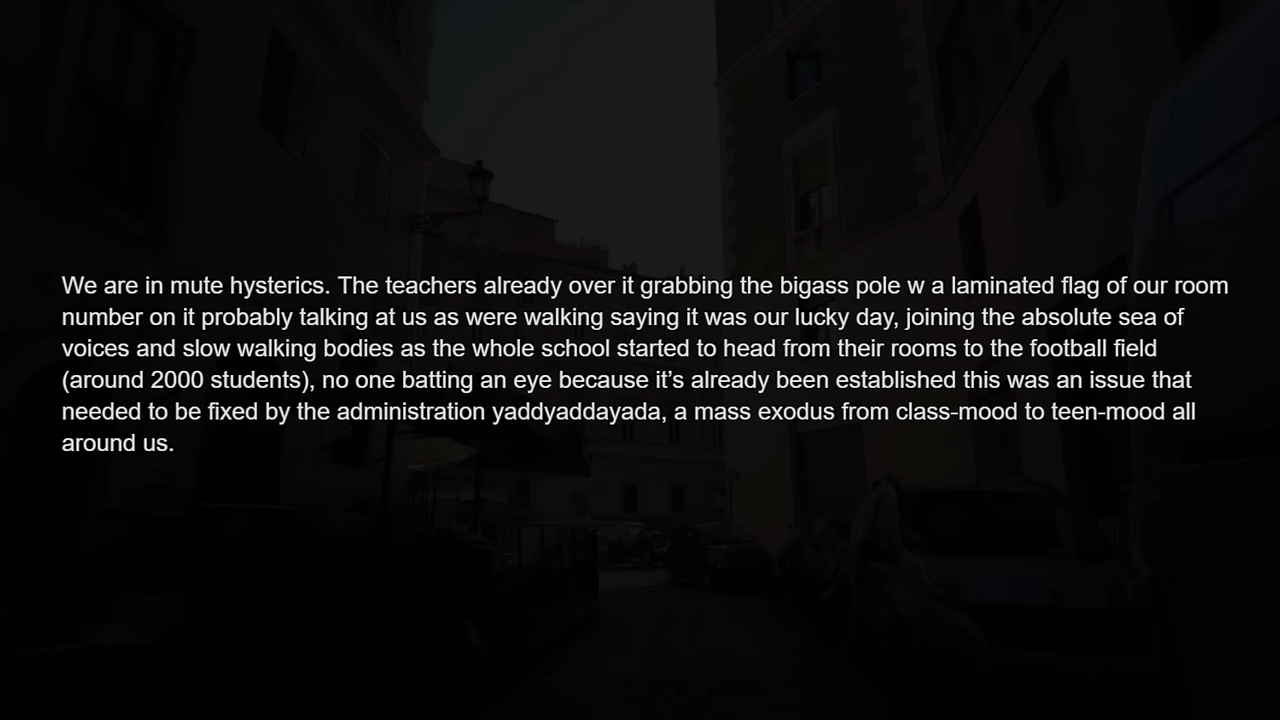 We are in mute hysterics. The teachers already over it grabbing the bigass pole w a laminated flag of our room
number on it probably talking at us as were walking saying it was our lucky day, joining the absolute sea of
voices and slow walking bodies as the whole school started to head from their rooms to the football field
(around 2000 students), no one batting an eye because it’s already been established this was an issue that
needed to be fixed by the administration yaddyaddayada, a mass exodus from class-mood to teen-mood all
around us.